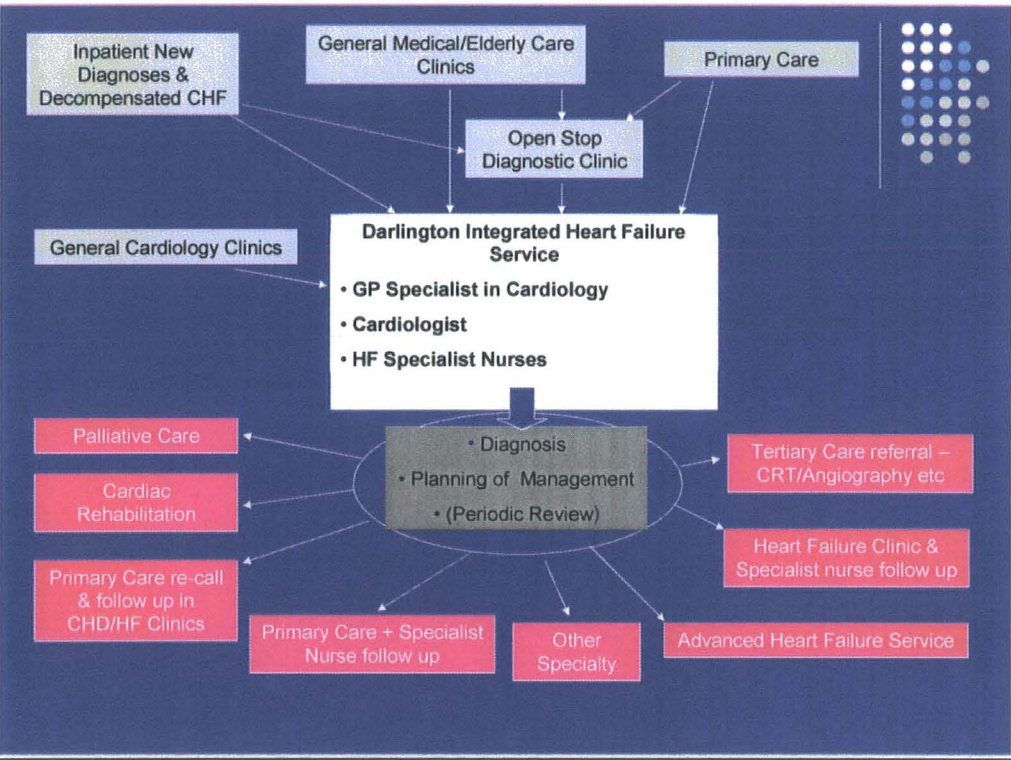 Inpatient New
Diagnoses &
Decompensated CHF
General Medical/Elderly Care
Clinics
Primary Care
Open Stop
Diagnostic Clinic
General Cardiology Clinics
Darlington Integrated Heart Failure
Service
• GP Specialist in Cardiology
• Cardiologist
• HF Specialist Nurses
• Diagnosis
• Planning of Management
• (Periodic Review)
Palliative Care
Cardiac
Rehabilitation
Primary Care re-call
& follow up in
CHD/HF Clinics
Primary Care + Specialist
Nurse follow up
Other
Specialty
Advanced Heart Failure Service
Heart Failure Clinic &
Specialist nurse follow up
Tertiary Care referral –
CRT/Angiography etc